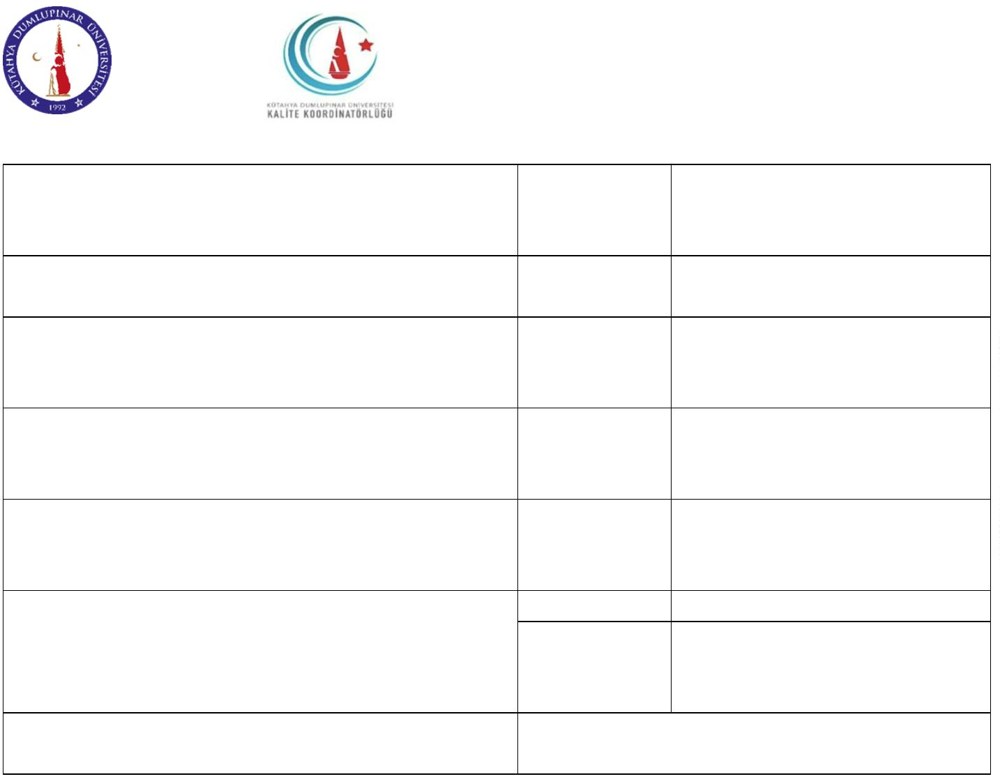 KÜTAHYA DUMLUPINAR ÜNİVERSİTESİ
1992
KÜTAHYA DUMLUPINAR ÜNİVERSİTESİ
KALİTE KOORDİNATÖRLÜĞÜ